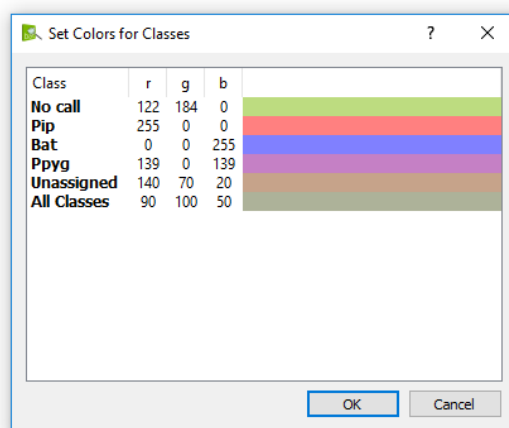 Set Colors for Classes ? ×
Class r g b
No call 122 184 0
Pip 255 0 0
Bat 0 0 255
Ppyg 139 0 139
Unassigned 140 70 20
All Classes 90 100 50
OK Cancel